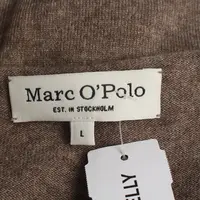 Marc O'Polo
EST. IN STOCKHOLM
L
ELLY